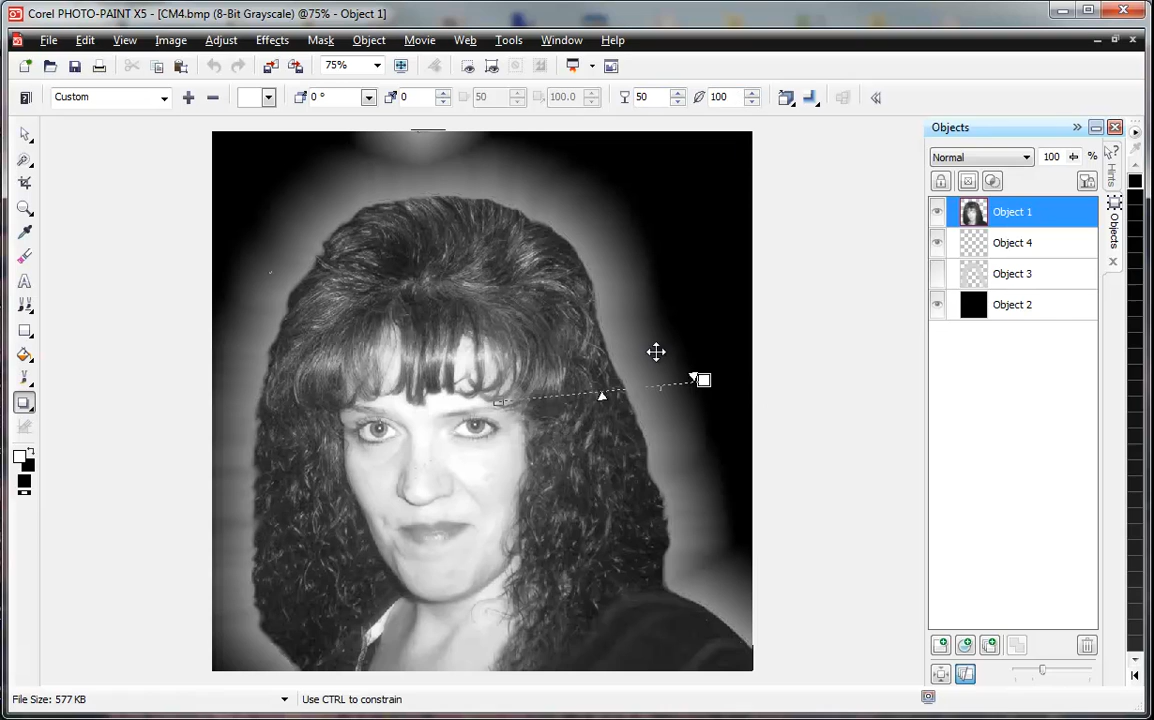 Corel PHOTO-PAINT X5 - [CM4.bmp (8-Bit Grayscale) @75% - Object 1]
File Edit View Image Adjust Effects Mask Object Movie Web Tools Window Help
75%
Custom 0 ° 0 50 100.0 50 100
Objects
Normal 100 %
Hints
Objects
Object 1
Object 4
Object 3
Object 2
File Size: 577 KB Use CTRL to constrain